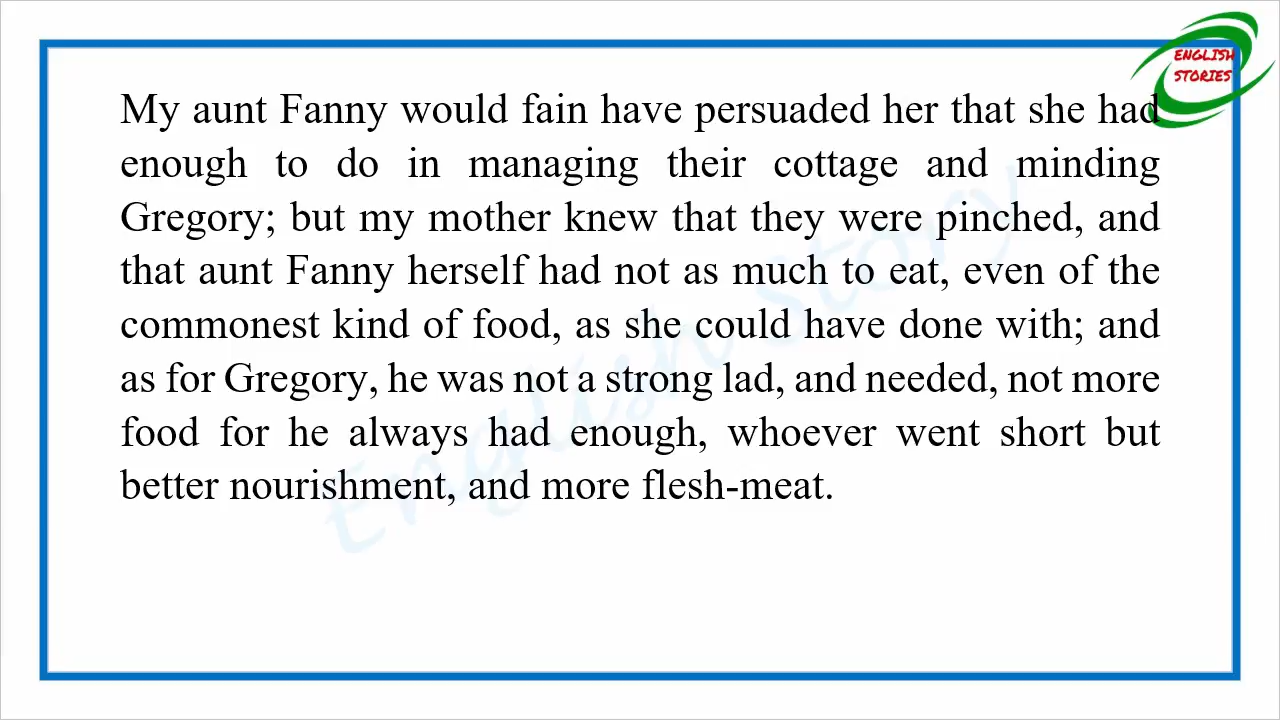 ENGLISH
STORIES
My aunt Fanny would fain have persuaded her that she had
enough to do in managing their cottage and minding
Gregory; but my mother knew that they were pinched, and
that aunt Fanny herself had not as much to eat, even of the
commonest kind of food, as she could have done with; and
as for Gregory, he was not a strong lad, and needed, not more
food for he always had enough, whoever went short but
better nourishment, and more flesh-meat.
English Story